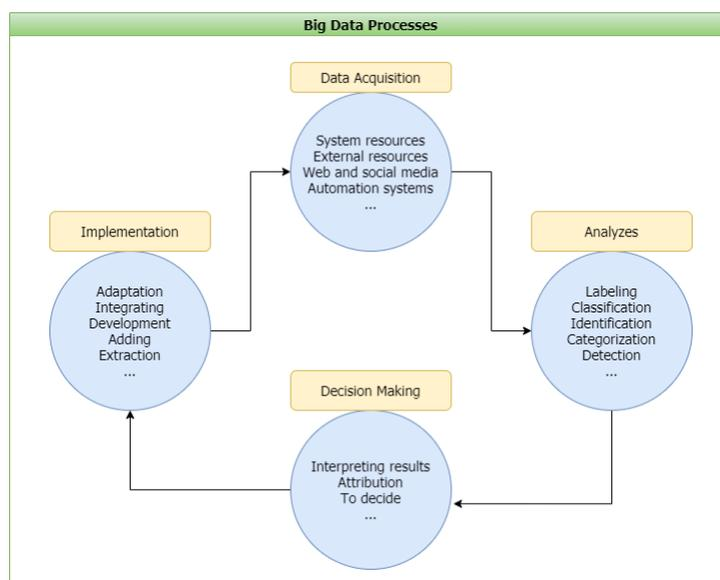 Big Data Processes
Data Acquisition
System resources
External resources
Web and social media
Automation systems
...
Implementation
Adaptation
Integrating
Development
Adding
Extraction
...
Analyzes
Labeling
Classification
Identification
Categorization
Detection
...
Decision Making
Interpreting results
Attribution
To decide
...